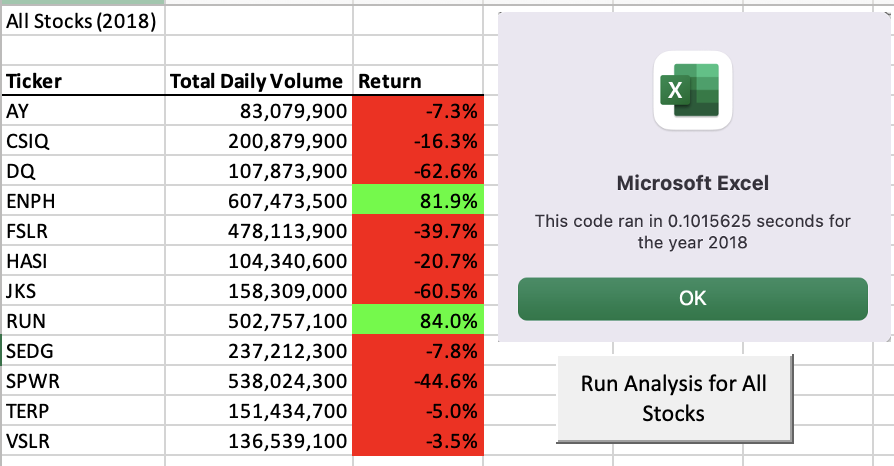 All Stocks (2018)
Ticker Total Daily Volume Return
AY 83,079,900 -7.3%
CSIQ 200,879,900 -16.3%
DQ 107,873,900 -62.6%
ENPH 607,473,500 81.9%
FSLR 478,113,900 -39.7%
HASI 104,340,600 -20.7%
JKS 158,309,000 -60.5%
RUN 502,757,100 84.0%
SEDG 237,212,300 -7.8%
SPWR 538,024,300 -44.6%
TERP 151,434,700 -5.0%
VSLR 136,539,100 -3.5%
X
Microsoft Excel
This code ran in 0.1015625 seconds for
the year 2018
OK
Run Analysis for All
Stocks